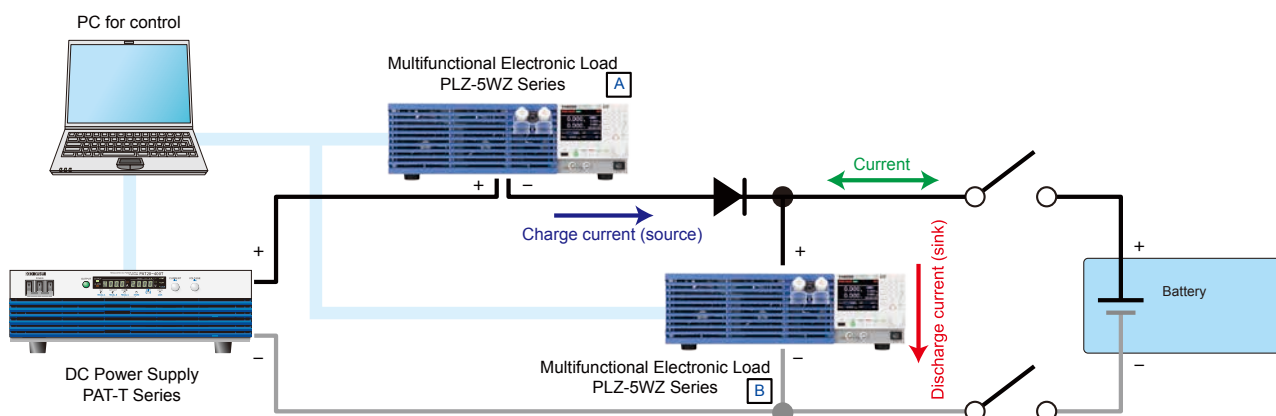 PC for control
Multifunctional Electronic Load
PLZ-5WZ Series
A
+
−
Current
Charge current (source)
+
+
Discharge current (sink)
+
Battery
−
−
−
DC Power Supply
PAT-T Series
Multifunctional Electronic Load
PLZ-5WZ Series
B